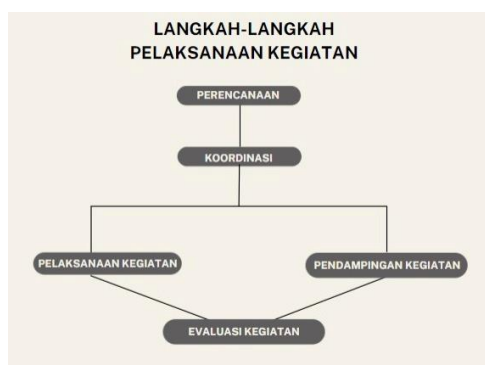 LANGKAH-LANGKAH
PELAKSANAAN KEGIATAN
PERENCANAAN
KOORDINASI
PELAKSANAAN KEGIATAN
PENDAMPINGAN KEGIATAN
EVALUASI KEGIATAN